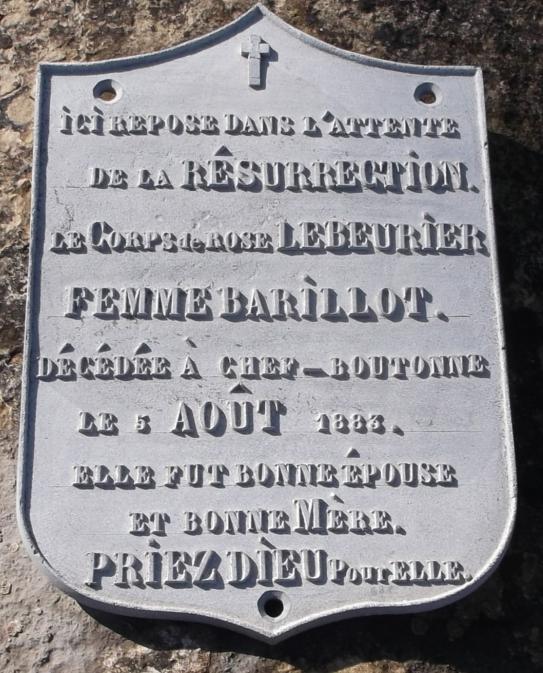 ICI REPOSE DANS L'ATTENTE
DE LA RÊSURRECTION.
LE CORPS de ROSE LEBEURIER
FEMME BARILLOT.
DÉCÉDÉE À CHEF-BOUTONNE
LE 5 AOÛT 1883.
ELLE FUT BONNE ÉPOUSE
ET BONNE MÈRE.
PRIEZ DIEU Pour ELLE.